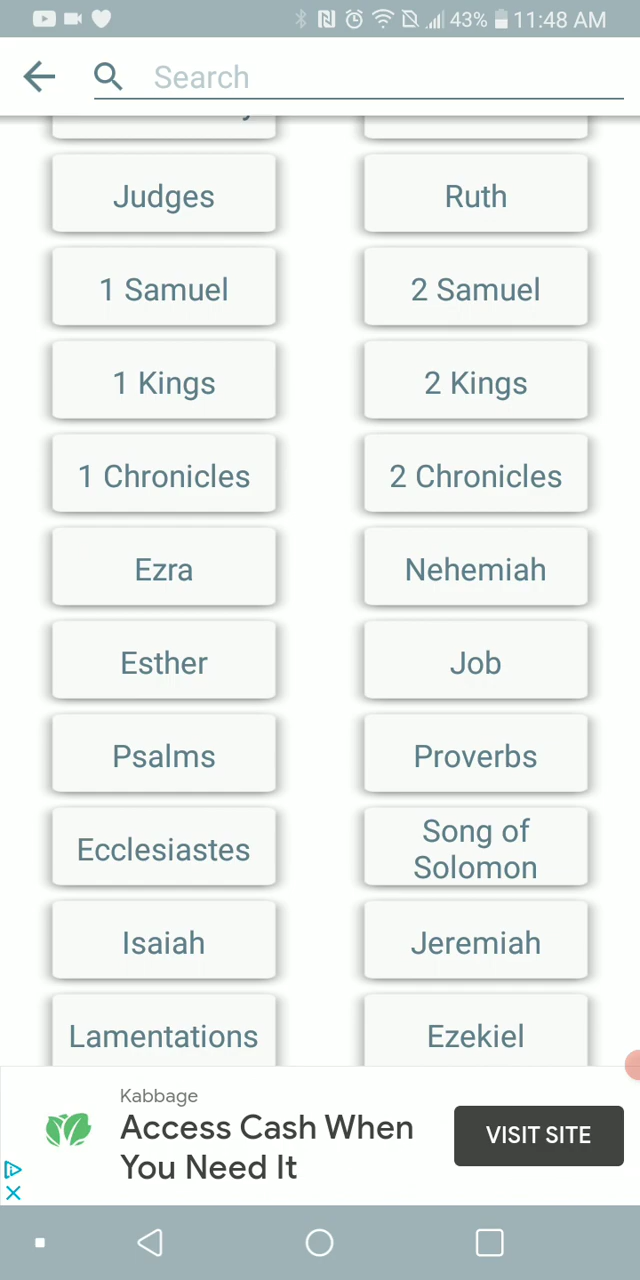 43% 11:48 AM
Search
Judges
Ruth
1 Samuel
2 Samuel
1 Kings
2 Kings
1 Chronicles
2 Chronicles
Ezra
Nehemiah
Esther
Job
Psalms
Proverbs
Ecclesiastes
Song of
Solomon
Isaiah
Jeremiah
Lamentations
Ezekiel
Kabbage
Access Cash When
You Need It
VISIT SITE